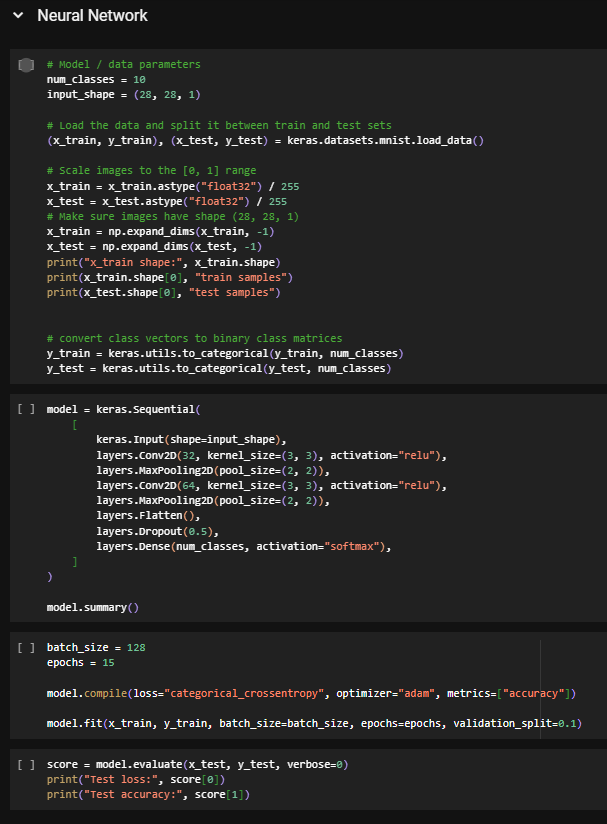 Neural Network
# Model / data parameters
num_classes = 10
input_shape = (28, 28, 1)
# Load the data and split it between train and test sets
(x_train, y_train), (x_test, y_test) = keras.datasets.mnist.load_data()
# Scale images to the [0, 1] range
x_train = x_train.astype("float32") / 255
x_test = x_test.astype("float32") / 255
# Make sure images have shape (28, 28, 1)
x_train = np.expand_dims(x_train, -1)
x_test = np.expand_dims(x_test, -1)
print("x_train shape:", x_train.shape)
print(x_train.shape[0], "train samples")
print(x_test.shape[0], "test samples")
# convert class vectors to binary class matrices
y_train = keras.utils.to_categorical(y_train, num_classes)
y_test = keras.utils.to_categorical(y_test, num_classes)
[ ] model = keras.Sequential(
[
keras.Input(shape=input_shape),
layers.Conv2D(32, kernel_size=(3, 3), activation="relu"),
layers.MaxPooling2D(pool_size=(2, 2)),
layers.Conv2D(64, kernel_size=(3, 3), activation="relu"),
layers.MaxPooling2D(pool_size=(2, 2)),
layers.Flatten(),
layers.Dropout(0.5),
layers.Dense(num_classes, activation="softmax"),
]
)
model.summary()
[ ] batch_size = 128
epochs = 15
model.compile(loss="categorical_crossentropy", optimizer="adam", metrics=["accuracy"])
model.fit(x_train, y_train, batch_size=batch_size, epochs=epochs, validation_split=0.1)
[ ] score = model.evaluate(x_test, y_test, verbose=0)
print("Test loss:", score[0])
print("Test accuracy:", score[1])